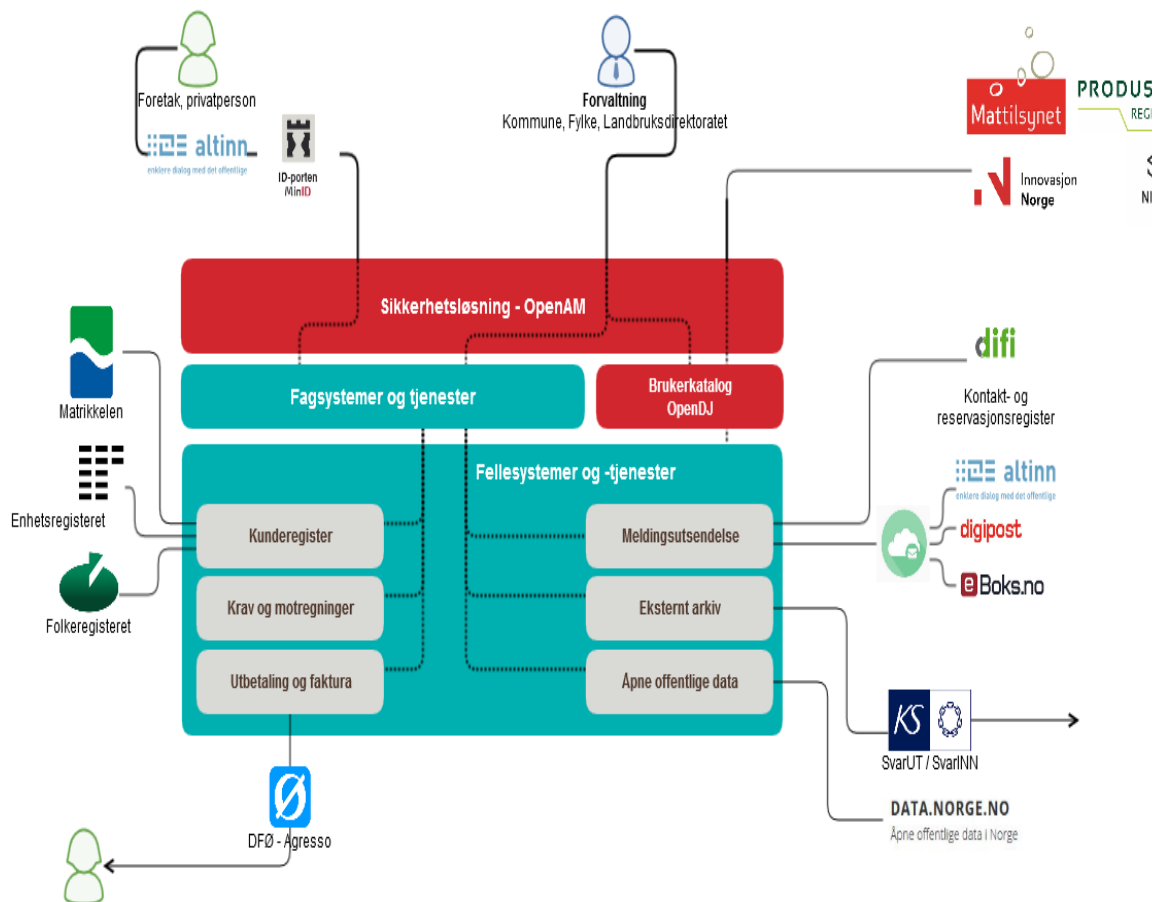 Foretak, privatperson
altinn
enklere dialog med det offentlige
ID-porten
MinID
Forvaltning
Kommune, Fylke, Landbruksdirektoratet
Mattilsynet
PRODUS
REGI
Innovasjon
Norge
NI
Sikkerhetsløsning - OpenAM
Matrikkelen
Fagsystemer og tjenester
Brukerkatalog
OpenDJ
difi
Kontakt- og
reservasjonsregister
Enhetsregisteret
Fellesystemer og -tjenester
altinn
enklere dialog med det offentlige
Kunderegister
Meldingsutsendelse
digipost
Folkeregisteret
Krav og motregninger
Eksternt arkiv
eBoks.no
Utbetaling og faktura
Åpne offentlige data
KS
SvarUT / SvarINN
DFØ - Agresso
DATA.NORGE.NO
Åpne offentlige data i Norge